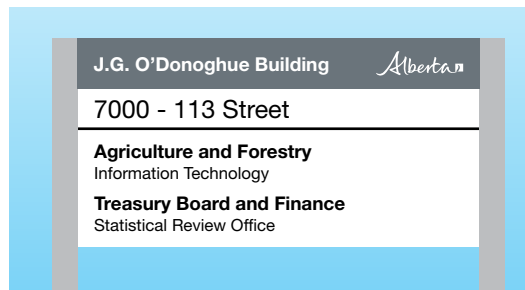 J.G. O’Donoghue Building Alberta
7000 - 113 Street
Agriculture and Forestry
Information Technology
Treasury Board and Finance
Statistical Review Office